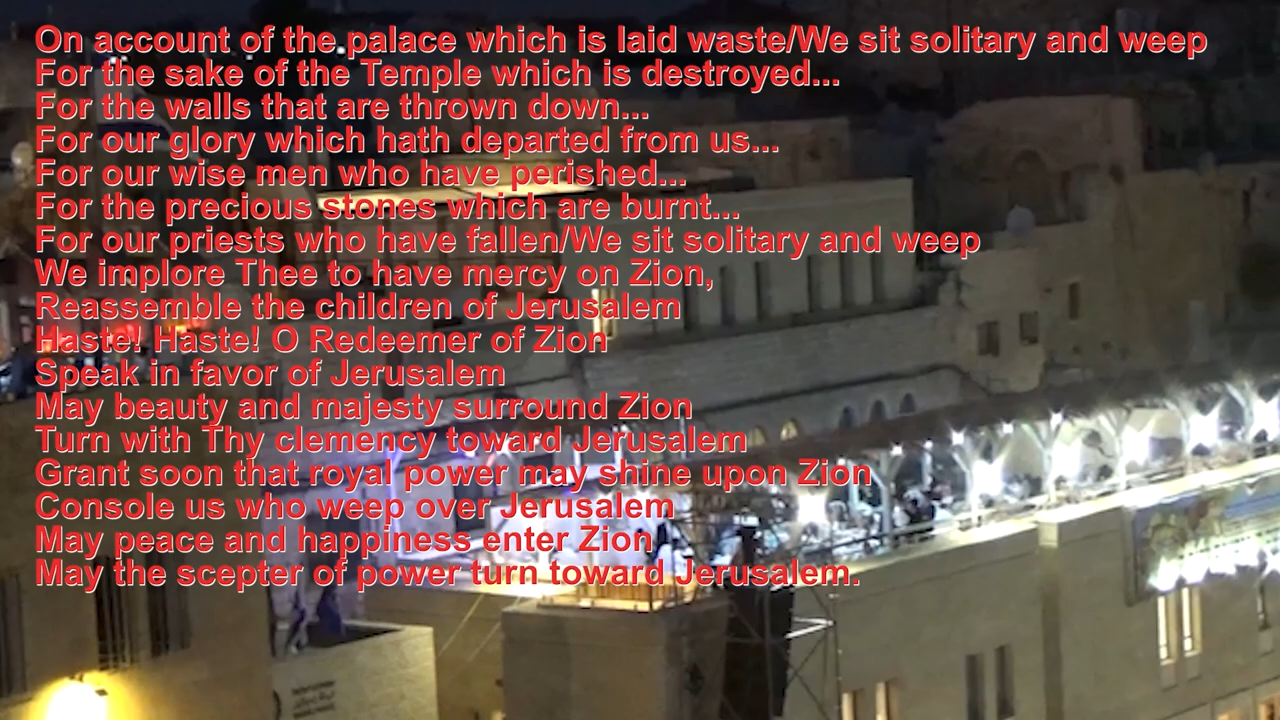 On account of the palace which is laid waste/We sit solitary and weep
For the sake of the Temple which is destroyed...
For the walls that are thrown down...
For our glory which hath departed from us...
For our wise men who have perished...
For the precious stones which are burnt...
For our priests who have fallen/We sit solitary and weep
We implore Thee to have mercy on Zion,
Reassemble the children of Jerusalem
Haste! Haste! O Redeemer of Zion
Speak in favor of Jerusalem
May beauty and majesty surround Zion
Turn with Thy clemency toward Jerusalem
Grant soon that royal power may shine upon Zion
Console us who weep over Jerusalem
May peace and happiness enter Zion
May the scepter of power turn toward Jerusalem.